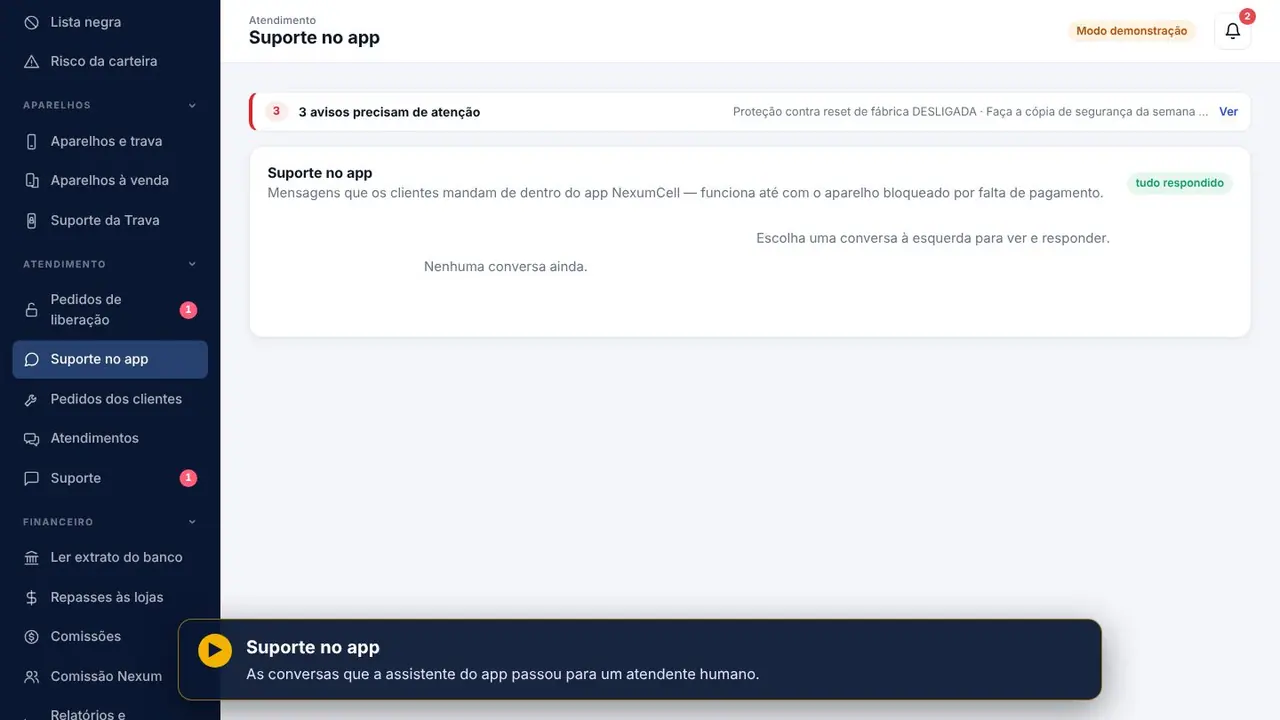 Lista negra
Risco da carteira
APARELHOS
Aparelhos e trava
Aparelhos à venda
Suporte da Trava
ATENDIMENTO
Pedidos de
liberação
1
Suporte no app
Pedidos dos clientes
Atendimentos
Suporte
1
FINANCEIRO
Ler extrato do banco
Repasses às lojas
Comissões
Comissão Nexum
Relatórios e
Atendimento
Suporte no app
Modo demonstração
2
3
3 avisos precisam de atenção
Proteção contra reset de fábrica DESLIGADA · Faça a cópia de segurança da semana ...
Ver
Suporte no app
Mensagens que os clientes mandam de dentro do app NexumCell — funciona até com o aparelho bloqueado por falta de pagamento.
tudo respondido
Escolha uma conversa à esquerda para ver e responder.
Nenhuma conversa ainda.
Suporte no app
As conversas que a assistente do app passou para um atendente humano.